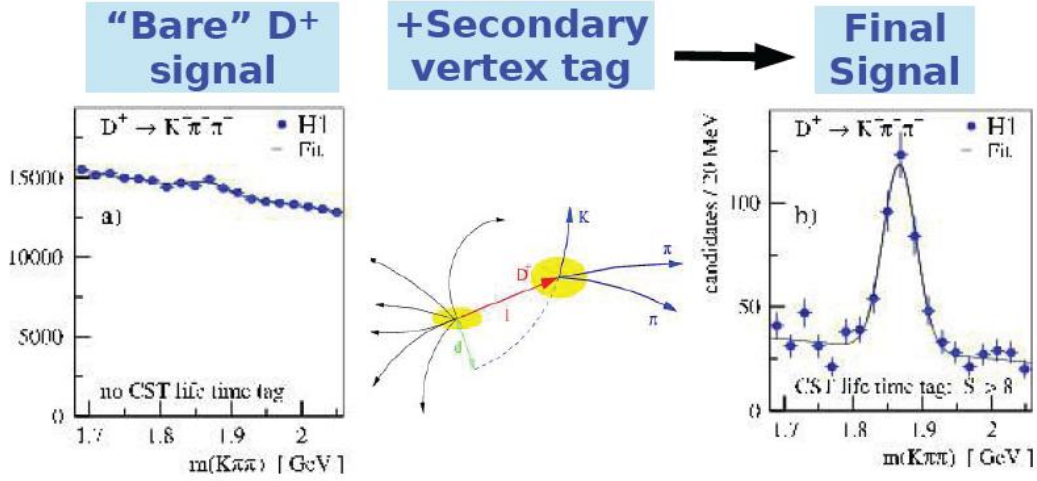 “Bare” D⁺
signal
+Secondary
vertex tag
Final
Signal
D⁺ → K⁻π⁻π⁻
H1
Fit
15000
a)
10000
5000
no CST life time tag
0
1.7
1.8
1.9
2
m(Kππ) [ GeV ]
K
π
D⁺
l
π
d
candidates / 20 MeV
D⁺ → K⁻π⁻π⁻
H1
Fit
100
b)
50
CST life time tag: S > 8
0
1.7
1.8
1.9
2
m(Kππ) [ GeV ]